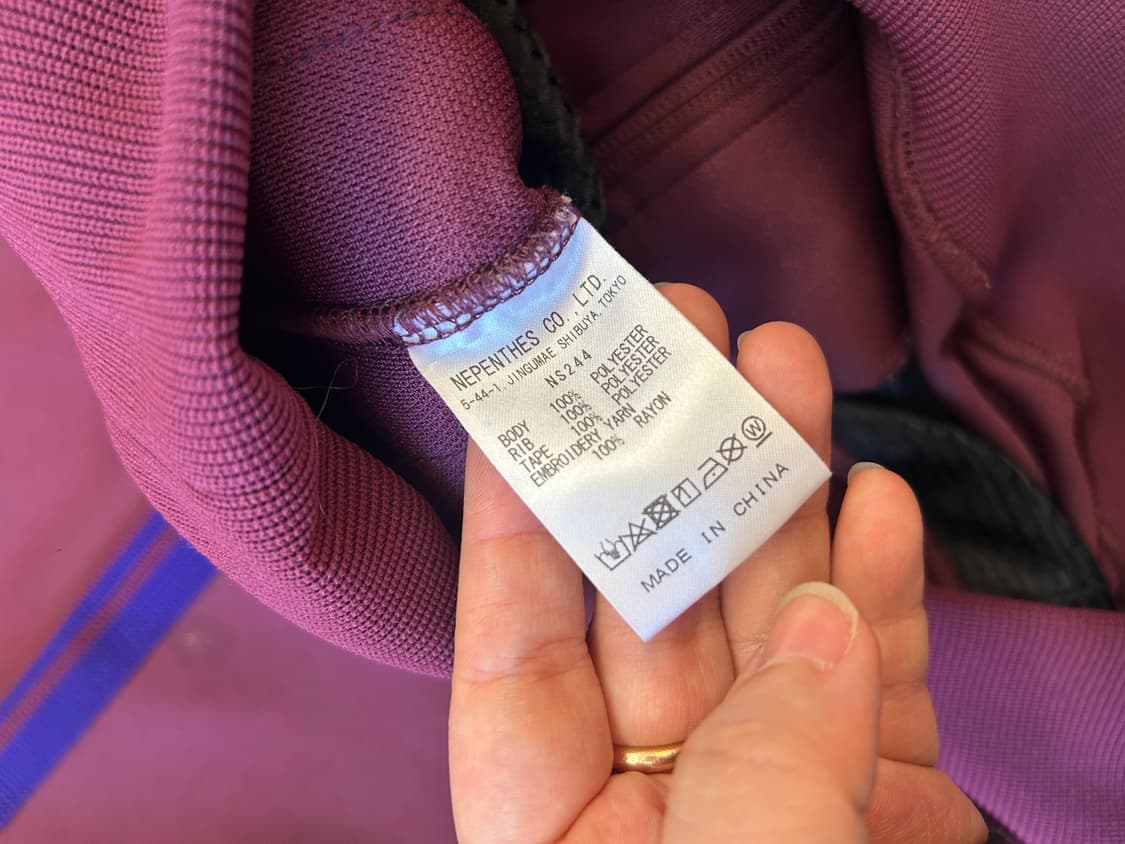 NEPENTHES CO., LTD.
5-44-1, JINGUMAE SHIBUYA, TOKYO
NS244
BODY 100% POLYESTER
RIB 100% POLYESTER
TAPE 100% POLYESTER
EMBROIDERY YARN
100% RAYON
W
MADE IN CHINA